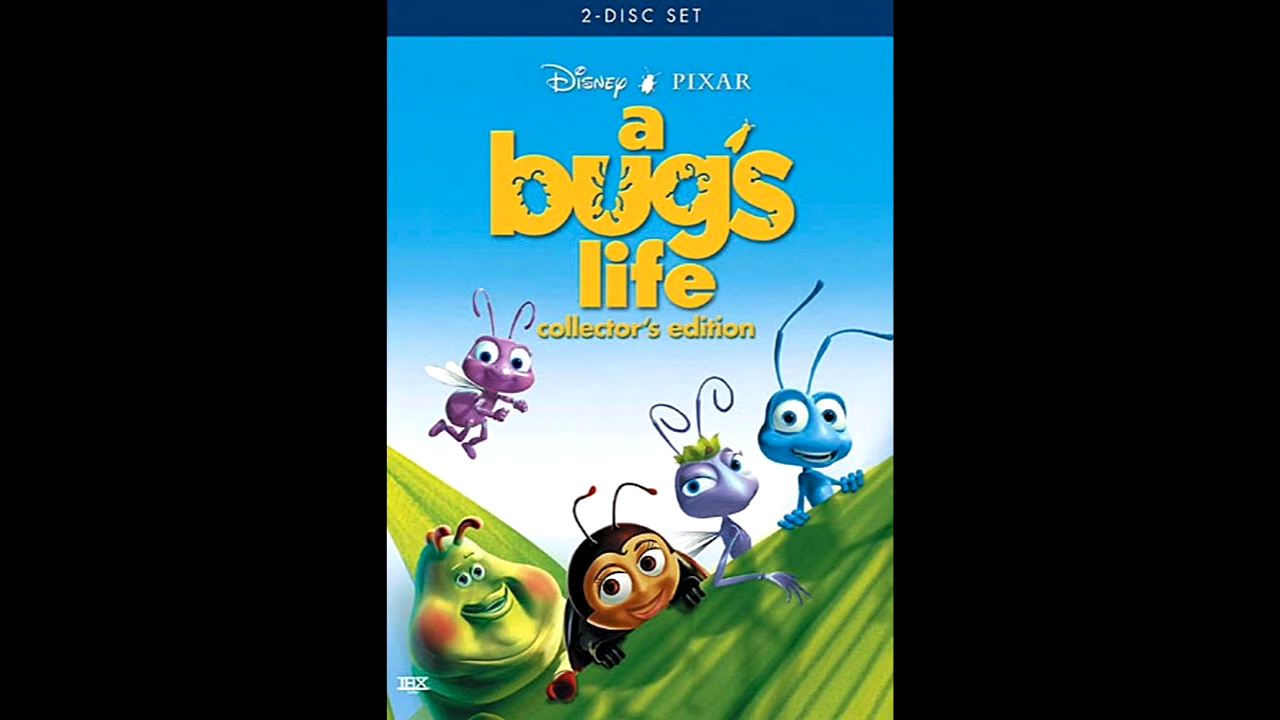 2-DISC SET
Disney PIXAR
a
bug's
life
collector's edition
THX